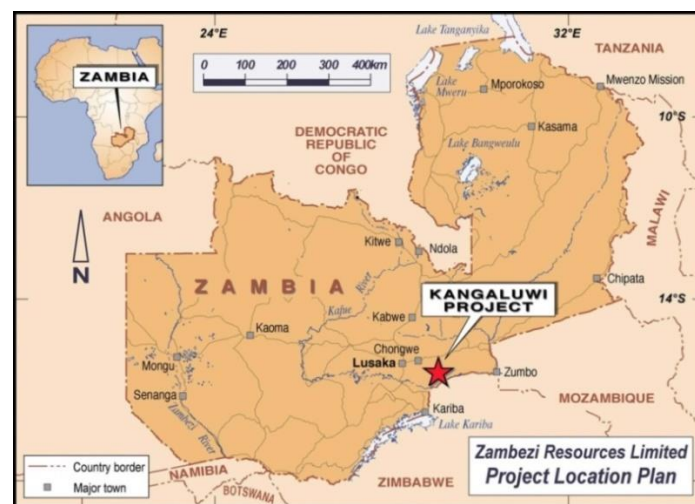 24°E
32°E
Lake Tanganyika
TANZANIA
ZAMBIA
0 100 200 300 400km
Lake
Mweru
Mporokoso
Mwenzo Mission
10°S
Kasama
DEMOCRATIC
REPUBLIC
OF
CONGO
Lake Bangweulu
ANGOLA
MALAWI
N
Kitwe
Ndola
ZAMBIA
Kafue
River
Chipata
14°S
KANGALUWI
PROJECT
Kabwe
Kaoma
Chongwe
Lusaka
Mongu
Zumbo
Senanga
MOZAMBIQUE
Kariba
Lake Kariba
River
Country border
Major town
NAMIBIA
BOTSWANA
ZIMBABWE
Zambezi Resources Limited
Project Location Plan